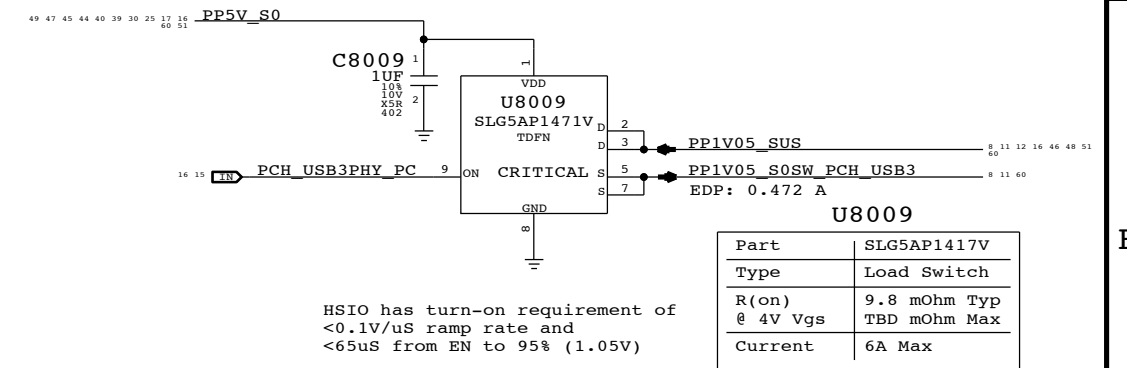 49 47 45 44 40 39 30 25 17 16 PP5V_S0
60 51
C8009 1
1UF
10%
10V
X5R
402
2
1
VDD
U8009
SLG5AP1471V
TDFN
D 2
D 3 PP1V05_SUS 8 11 12 16 46 48 51
60
16 15 IN PCH_USB3PHY_PC 9 ON CRITICAL S 5 PP1V05_S0SW_PCH_USB3 8 11 60
S 7 EDP: 0.472 A
GND
8
U8009
Part SLG5AP1417V
Type Load Switch
R(on) 9.8 mOhm Typ
@ 4V Vgs TBD mOhm Max
Current 6A Max
HSIO has turn-on requirement of
<0.1V/uS ramp rate and
<65uS from EN to 95% (1.05V)